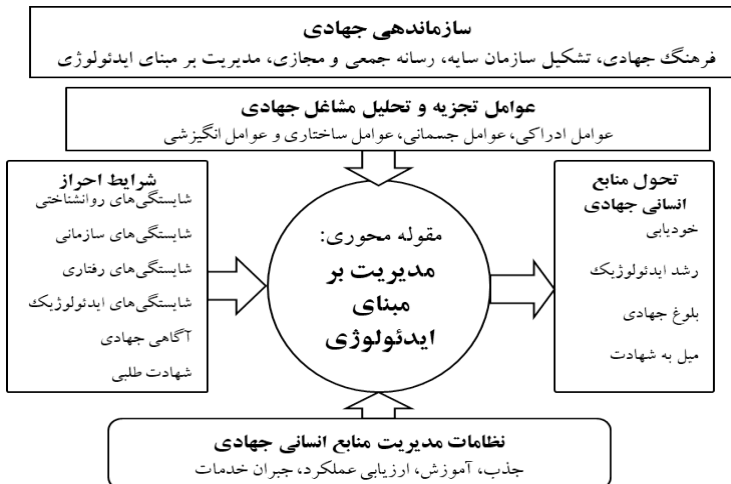 سازماندهی جهادی
فرهنگ جهادی، تشکیل سازمان سایه، رسانه جمعی و مجازی، مدیریت بر مبنای ایدئولوژی
عوامل تجزیه و تحلیل مشاغل جهادی
عوامل ادراکی، عوامل جسمانی، عوامل ساختاری و عوامل انگیزشی
شرایط احراز
شایستگی‌های روانشناختی
شایستگی‌های سازمانی
شایستگی‌های رفتاری
شایستگی‌های ایدئولوژیک
آگاهی جهادی
شهادت طلبی
مقوله محوری:
مدیریت بر
مبنای
ایدئولوژی
تحول منابع
انسانی جهادی
خودیابی
رشد ایدئولوژیک
بلوغ جهادی
میل به شهادت
نظامات مدیریت منابع انسانی جهادی
جذب، آموزش، ارزیابی عملکرد، جبران خدمات